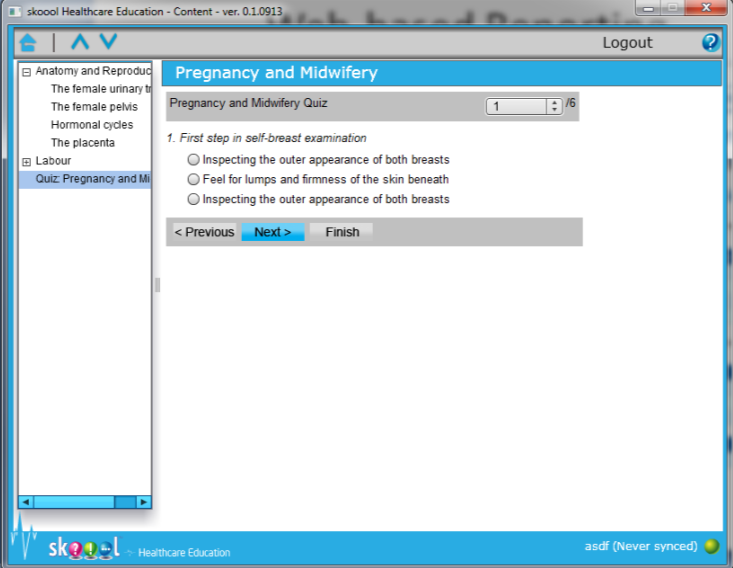 skoool Healthcare Education - Content - ver. 0.1.0913
Logout
Anatomy and Reproduc
The female urinary tr
The female pelvis
Hormonal cycles
The placenta
Labour
Quiz: Pregnancy and Mi
Pregnancy and Midwifery
Pregnancy and Midwifery Quiz 1 /6
1. First step in self-breast examination
Inspecting the outer appearance of both breasts
Feel for lumps and firmness of the skin beneath
Inspecting the outer appearance of both breasts
< Previous Next > Finish
skoool Healthcare Education
asdf (Never synced)